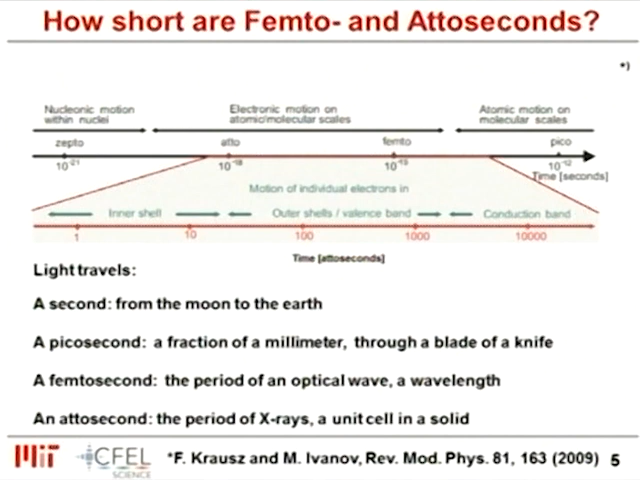 How short are Femto- and Attoseconds?
*)
Nucleonic motion within nuclei
Electronic motion on atomic/molecular scales
Atomic motion on molecular scales
zepto atto femto pico
10-21 10-18 10-15 10-12
Time [seconds]
Motion of individual electrons in
Inner shell Outer shells / valence band Conduction band
1 10 100 1000 10000
Time [attoseconds]
Light travels:
A second: from the moon to the earth
A picosecond: a fraction of a millimeter, through a blade of a knife
A femtosecond: the period of an optical wave, a wavelength
An attosecond: the period of X-rays, a unit cell in a solid
MIT CFEL SCIENCE *F. Krausz and M. Ivanov, Rev. Mod. Phys. 81, 163 (2009) 5